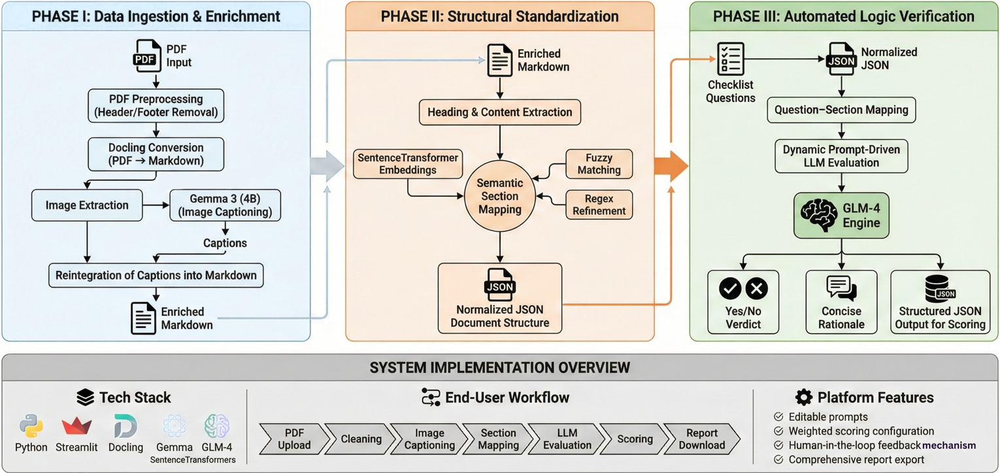 PHASE I: Data Ingestion & Enrichment
PDF
PDF
Input
PDF Preprocessing
(Header/Footer Removal)
Docling Conversion
(PDF → Markdown)
Image Extraction
Gemma 3 (4B)
(Image Captioning)
Captions
Reintegration of Captions into Markdown
Enriched
Markdown
PHASE II: Structural Standardization
Enriched
Markdown
Heading & Content Extraction
SentenceTransformer
Embeddings
Fuzzy
Matching
Semantic
Section
Mapping
Regex
Refinement
JSON
Normalized JSON
Document Structure
PHASE III: Automated Logic Verification
Checklist
Questions
JSON
Normalized
JSON
Question–Section Mapping
Dynamic Prompt-Driven
LLM Evaluation
GLM-4
Engine
Yes/No
Verdict
Concise
Rationale
JSON
Structured JSON
Output for Scoring
SYSTEM IMPLEMENTATION OVERVIEW
Tech Stack
Python
Streamlit
Docling
Gemma
GLM-4
SentenceTransformers
End-User Workflow
PDF
Upload
Cleaning
Image
Captioning
Section
Mapping
LLM
Evaluation
Scoring
Report
Download
Platform Features
Editable prompts
Weighted scoring configuration
Human-in-the-loop feedback mechanism
Comprehensive report export